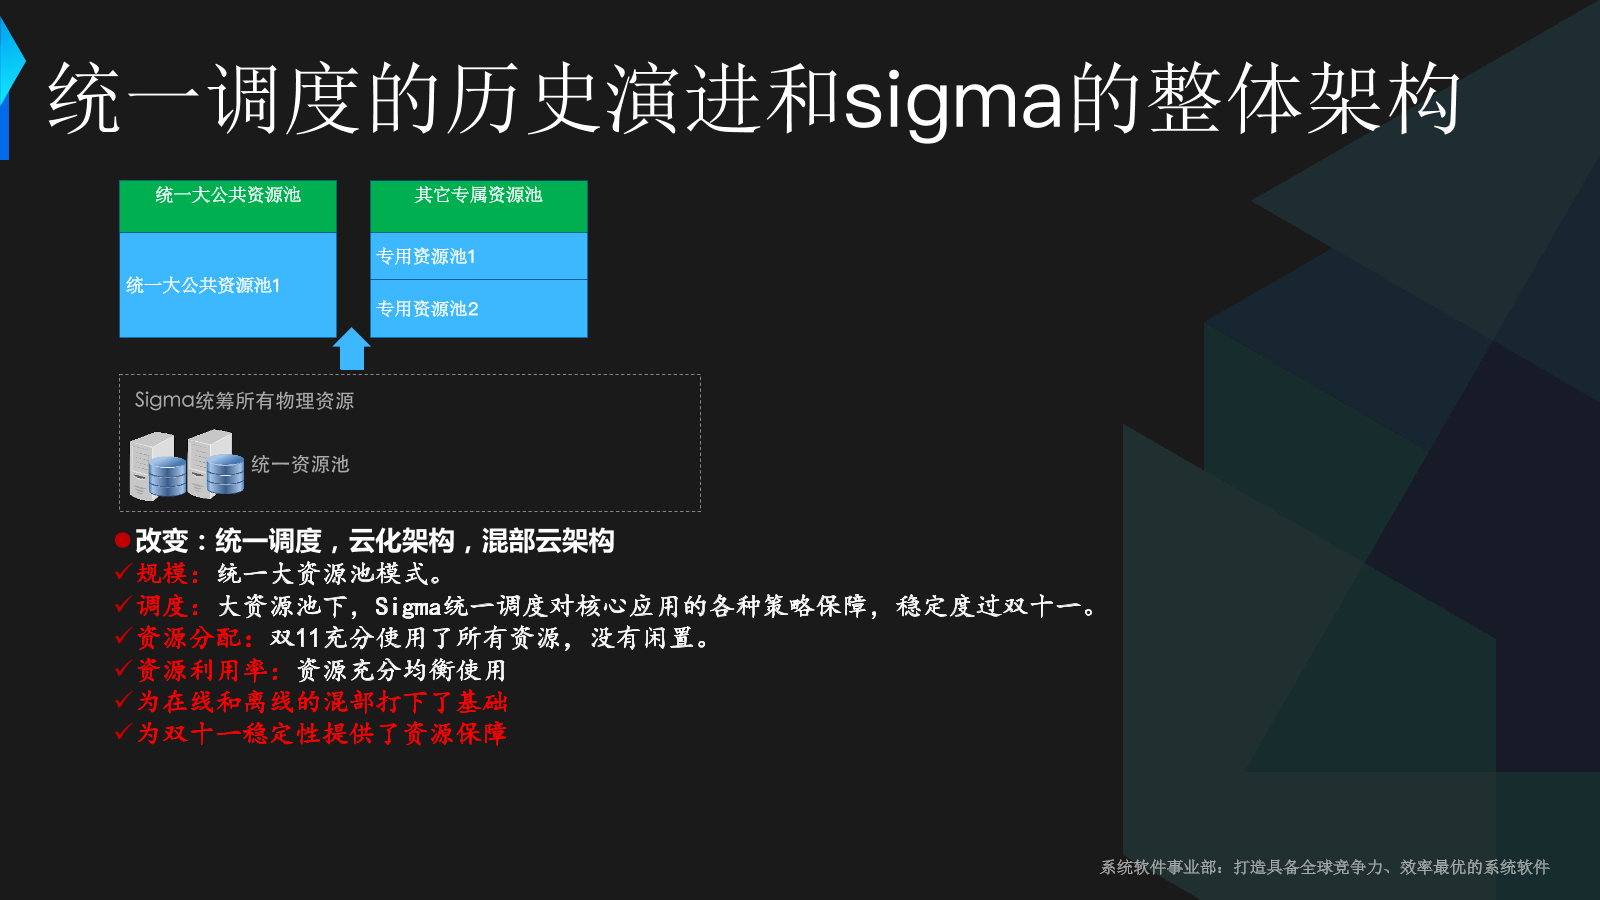 统一调度的历史演进和sigma的整体架构
统一大公共资源池
其它专属资源池
统一大公共资源池1
专用资源池1
专用资源池2
Sigma统筹所有物理资源
统一资源池
改变：统一调度，云化架构，混部云架构
规模：统一大资源池模式。
调度：大资源池下，Sigma统一调度对核心应用的各种策略保障，稳定度过双十一。
资源分配：双11充分使用了所有资源，没有闲置。
资源利用率：资源充分均衡使用
为在线和离线的混部打下了基础
为双十一稳定性提供了资源保障
系统软件事业部：打造具备全球竞争力、效率最优的系统软件